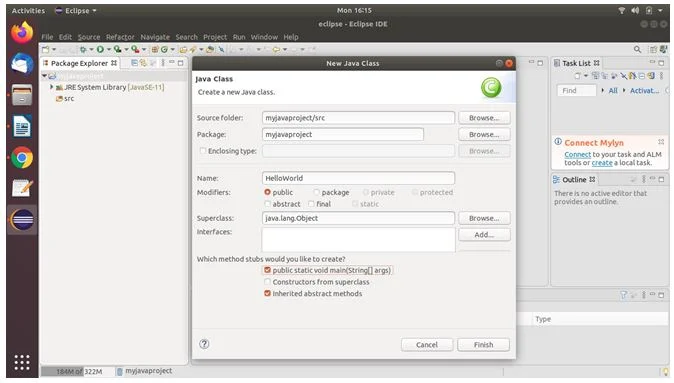 Activities Eclipse Mon 16:15
eclipse - Eclipse IDE
File Edit Source Refactor Navigate Search Project Run Window Help
Package Explorer
myjavaproject
JRE System Library [JavaSE-11]
src
New Java Class
Java Class
Create a new Java class.
Source folder: myjavaproject/src Browse...
Package: myjavaproject Browse...
Enclosing type: Browse...
Name: HelloWorld
Modifiers: public package private protected
abstract final static
Superclass: java.lang.Object Browse...
Interfaces: Add...
Which method stubs would you like to create?
public static void main(String[] args)
Constructors from superclass
Inherited abstract methods
Cancel Finish
Task List
Find All Activat...
Connect Mylyn
Connect to your task and ALM
tools or create a local task.
Outline
There is no active editor that
provides an outline.
Type
184M of 322M myjavaproject